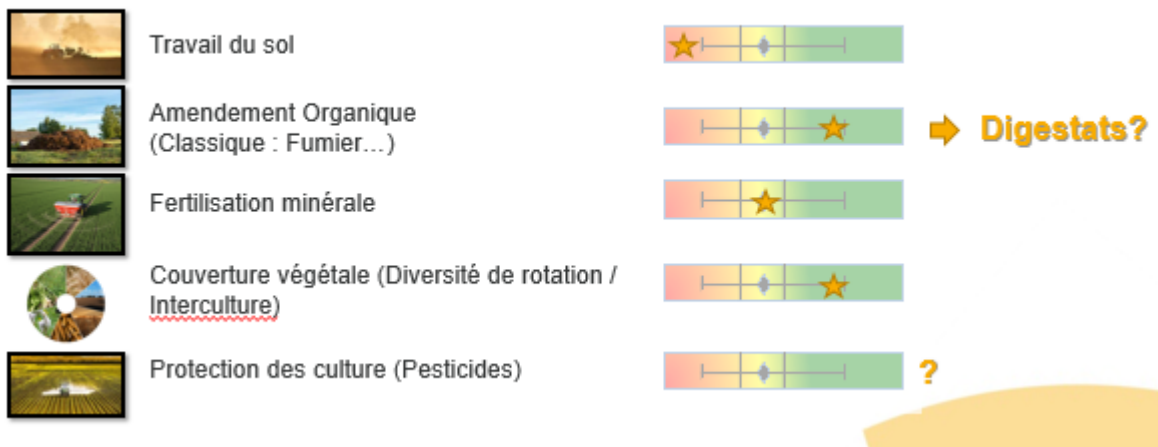 Travail du sol
Amendement Organique
(Classique : Fumier…)
Digestats?
Fertilisation minérale
Couverture végétale (Diversité de rotation /
Interculture)
Protection des culture (Pesticides)
?